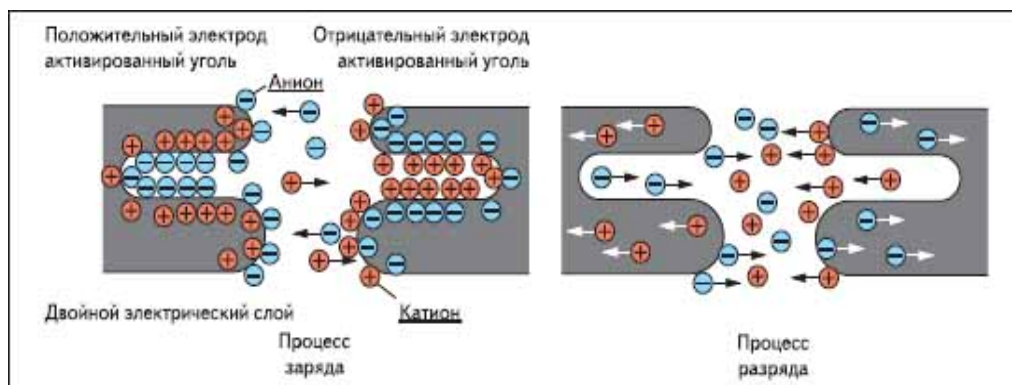 Положительный электрод
активированный уголь
Отрицательный электрод
активированный уголь
Анион
Двойной электрический слой
Катион
Процесс
заряда
Процесс
разряда